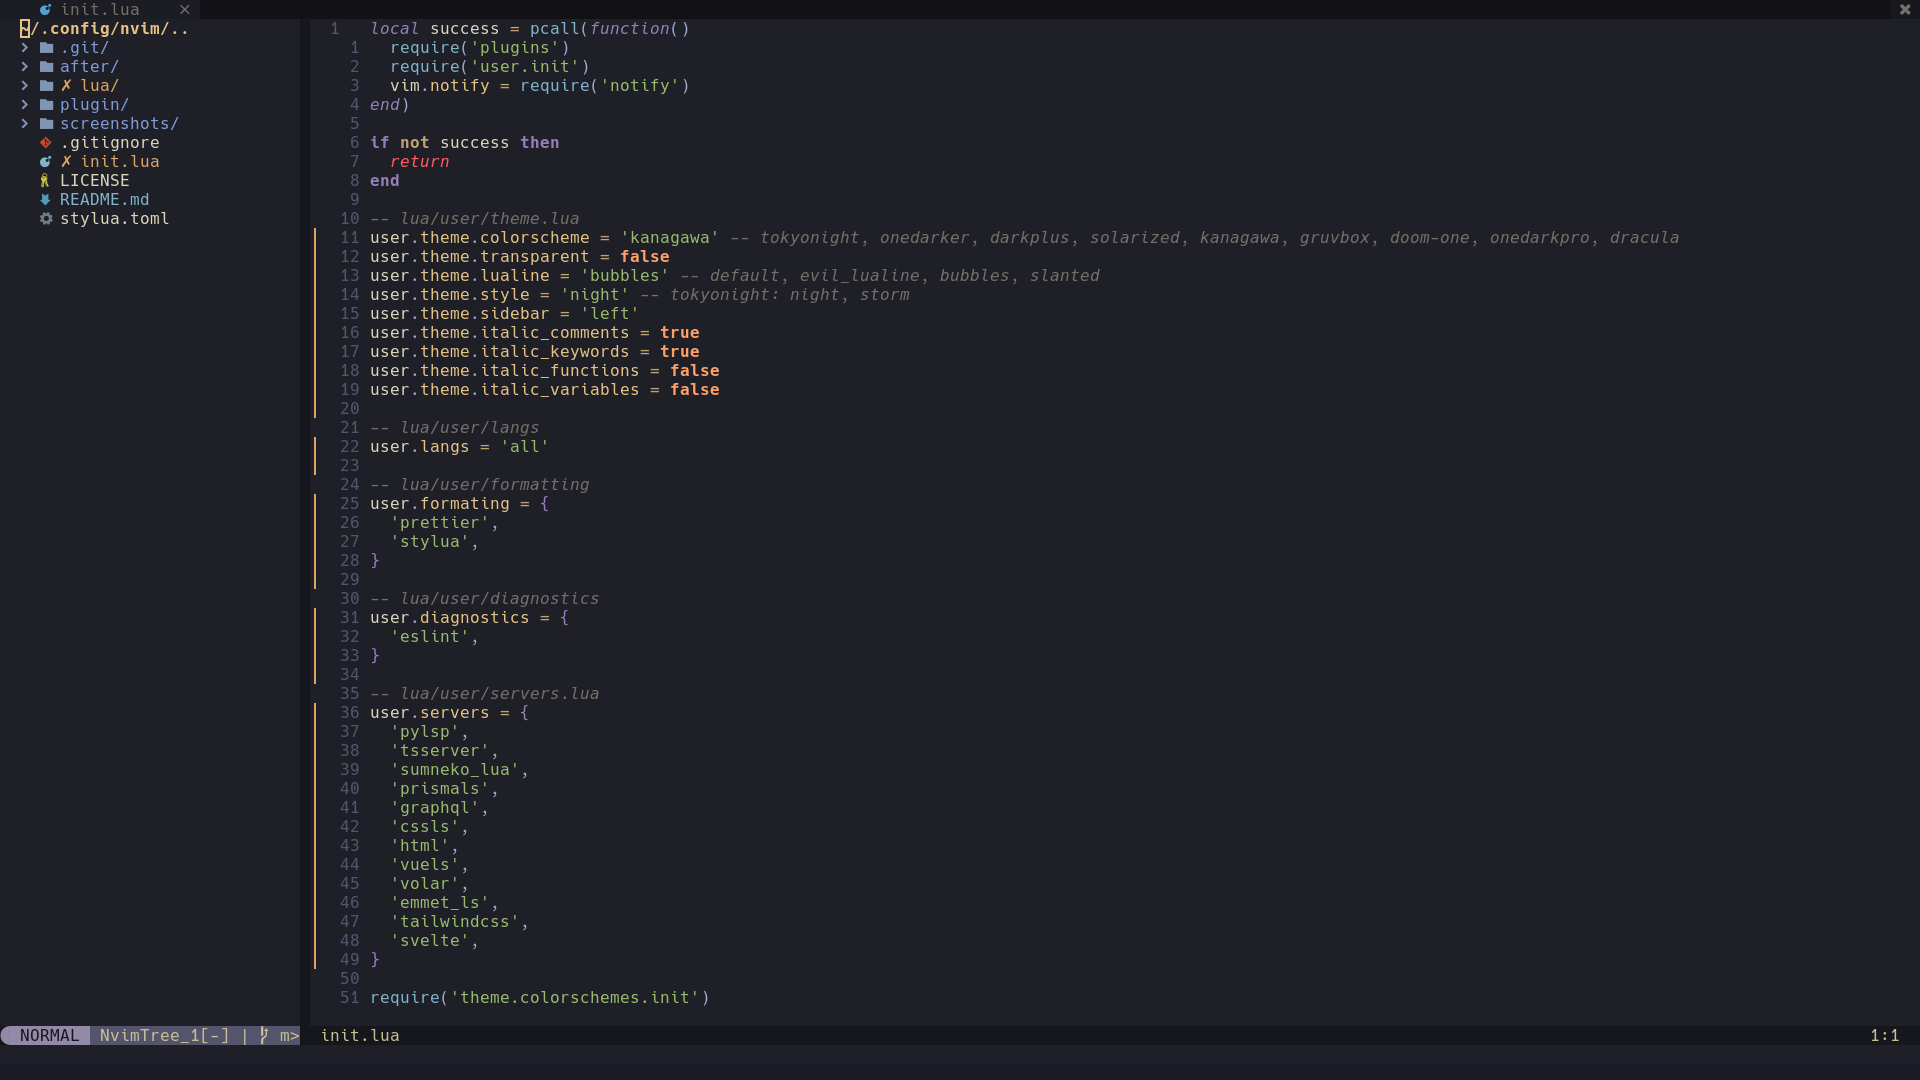 init.lua
~/.config/nvim/..
.git/
after/
✗ lua/
plugin/
screenshots/
.gitignore
✗ init.lua
LICENSE
README.md
stylua.toml
1 local success = pcall(function()
1 require('plugins')
2 require('user.init')
3 vim.notify = require('notify')
4 end)
5
6 if not success then
7 return
8 end
9
10 -- lua/user/theme.lua
11 user.theme.colorscheme = 'kanagawa' -- tokyonight, onedarker, darkplus, solarized, kanagawa, gruvbox, doom-one, onedarkpro, dracula
12 user.theme.transparent = false
13 user.theme.lualine = 'bubbles' -- default, evil_lualine, bubbles, slanted
14 user.theme.style = 'night' -- tokyonight: night, storm
15 user.theme.sidebar = 'left'
16 user.theme.italic_comments = true
17 user.theme.italic_keywords = true
18 user.theme.italic_functions = false
19 user.theme.italic_variables = false
20
21 -- lua/user/langs
22 user.langs = 'all'
23
24 -- lua/user/formatting
25 user.formating = {
26 'prettier',
27 'stylua',
28 }
29
30 -- lua/user/diagnostics
31 user.diagnostics = {
32 'eslint',
33 }
34
35 -- lua/user/servers.lua
36 user.servers = {
37 'pylsp',
38 'tsserver',
39 'sumneko_lua',
40 'prismals',
41 'graphql',
42 'cssls',
43 'html',
44 'vuels',
45 'volar',
46 'emmet_ls',
47 'tailwindcss',
48 'svelte',
49 }
50
51 require('theme.colorschemes.init')
NORMAL NvimTree_1[-] | m> init.lua 1:1